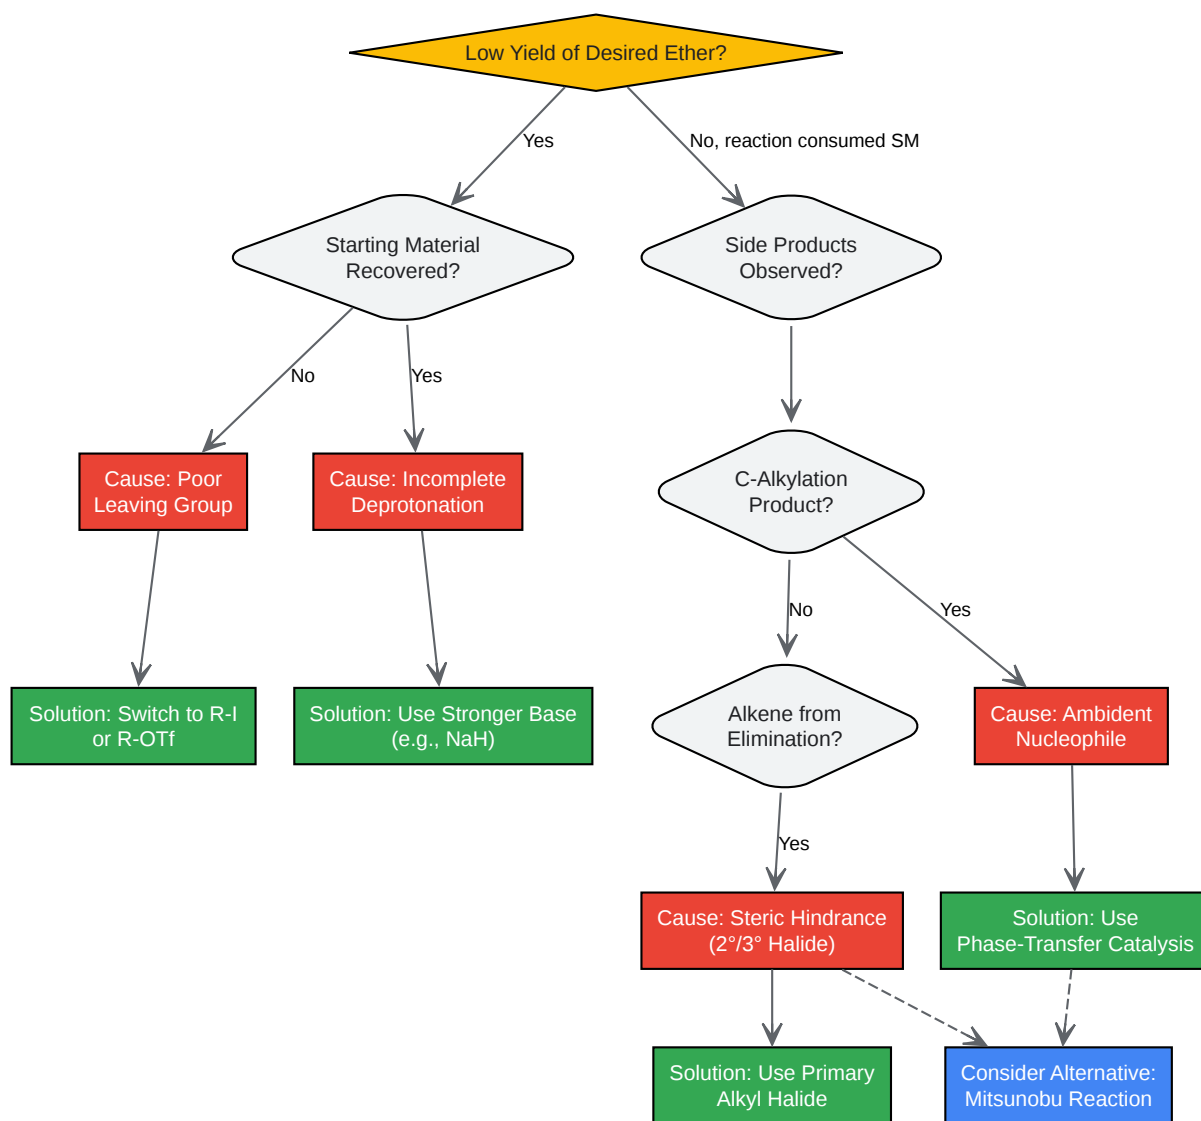 Low Yield of Desired Ether?
Yes
No, reaction consumed SM
Starting Material
Recovered?
Side Products
Observed?
No
Yes
Cause: Poor
Leaving Group
Cause: Incomplete
Deprotonation
C-Alkylation
Product?
No
Yes
Solution: Switch to R-I
or R-OTf
Solution: Use Stronger Base
(e.g., NaH)
Alkene from
Elimination?
Cause: Ambident
Nucleophile
Yes
Cause: Steric Hindrance
(2°/3° Halide)
Solution: Use
Phase-Transfer Catalysis
Solution: Use Primary
Alkyl Halide
Consider Alternative:
Mitsunobu Reaction